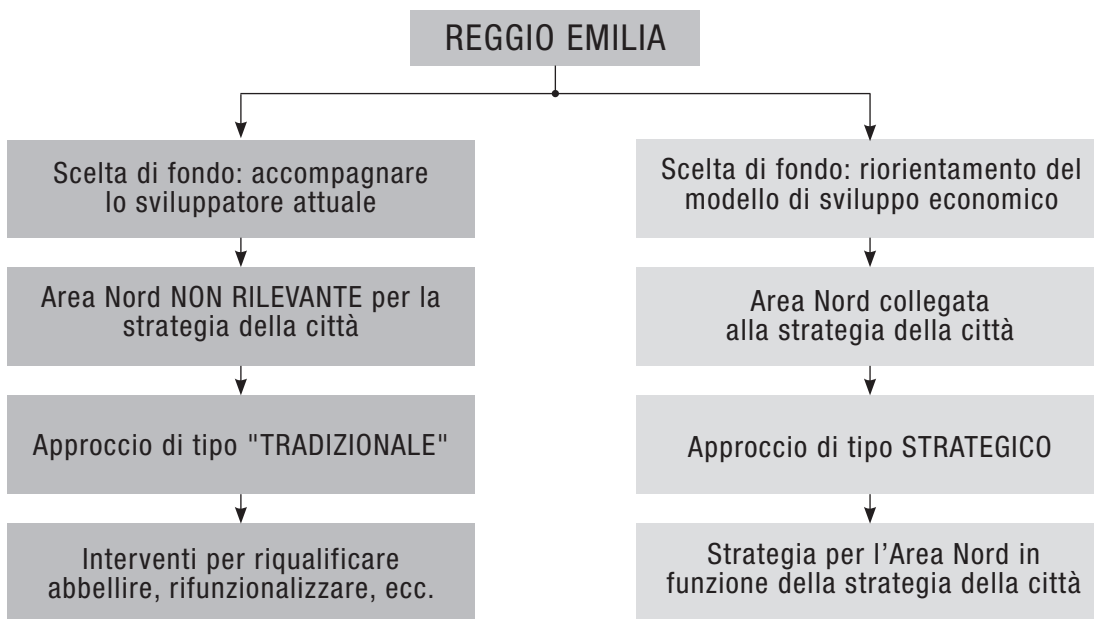 REGGIO EMILIA
Scelta di fondo: accompagnare
lo sviluppatore attuale
Area Nord NON RILEVANTE per la
strategia della città
Approccio di tipo "TRADIZIONALE"
Interventi per riqualificare
abbellire, rifunzionalizzare, ecc.
Scelta di fondo: riorientamento del
modello di sviluppo economico
Area Nord collegata
alla strategia della città
Approccio di tipo STRATEGICO
Strategia per l'Area Nord in
funzione della strategia della città